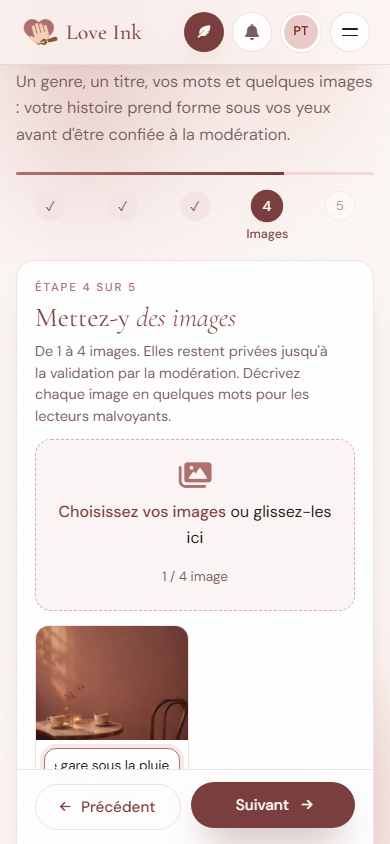 Love Ink
PT
Un genre, un titre, vos mots et quelques images
: votre histoire prend forme sous vos yeux
avant d'être confiée à la modération.
✓ ✓ ✓ 4 5
Images
ÉTAPE 4 SUR 5
Mettez-y des images
De 1 à 4 images. Elles restent privées jusqu'à
la validation par la modération. Décrivez
chaque image en quelques mots pour les
lecteurs malvoyants.
Choisissez vos images ou glissez-les
ici
1 / 4 image
gare sous la pluie
← Précédent
Suivant →